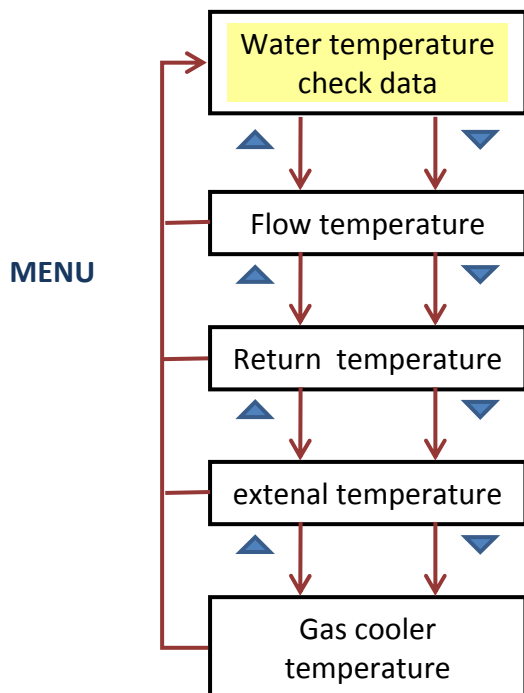 Water temperature
check data
Flow temperature
MENU
Return temperature
extenal temperature
Gas cooler
temperature